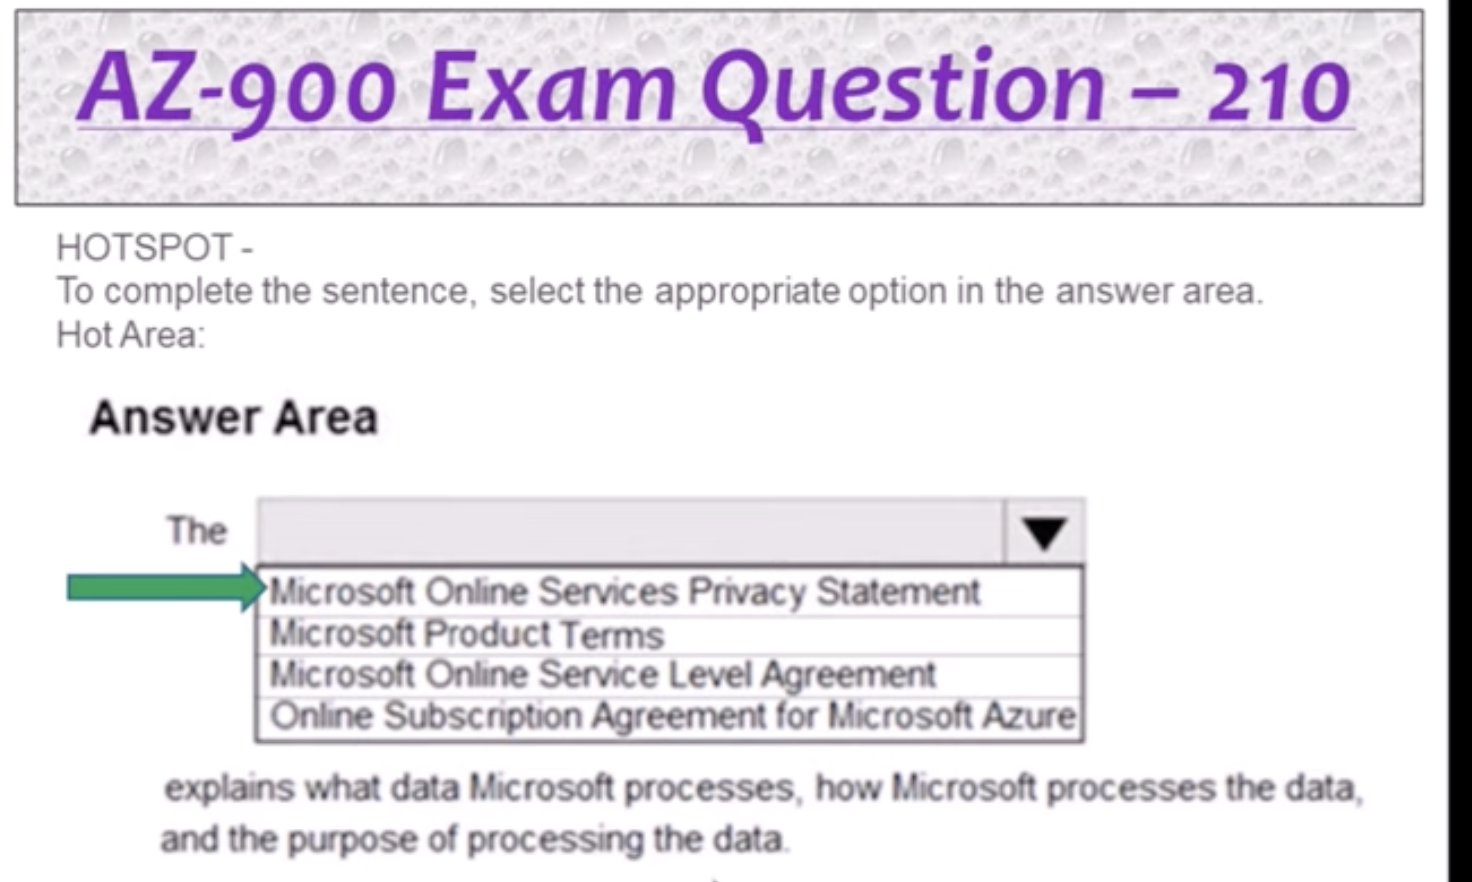 AZ-900 Exam Question – 210
HOTSPOT -
To complete the sentence, select the appropriate option in the answer area.
Hot Area:
Answer Area
The
Microsoft Online Services Privacy Statement
Microsoft Product Terms
Microsoft Online Service Level Agreement
Online Subscription Agreement for Microsoft Azure
explains what data Microsoft processes, how Microsoft processes the data,
and the purpose of processing the data.